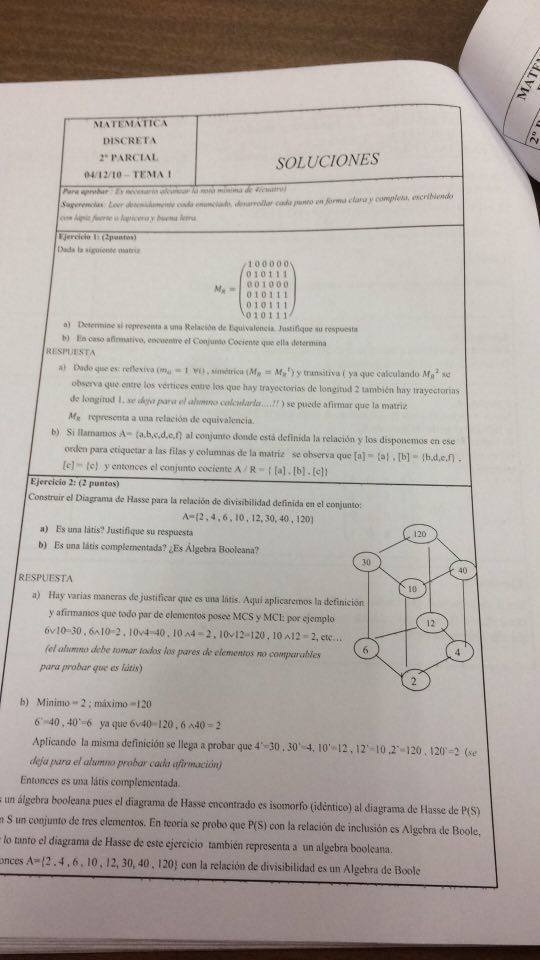 MATEMÁTICA
DISCRETA
2º PARCIAL
04/12/10 – TEMA 1
SOLUCIONES
Para aprobar : Es necesario alcanzar la nota mínima de 4(cuatro)
Sugerencias: Leer detenidamente cada enunciado, desarrollar cada punto en forma clara y completa, escribiendo
con lápiz fuerte o lapicera y buena letra.
Ejercicio 1: (2puntos)
Dada la siguiente matriz
1 0 0 0 0 0
0 1 0 1 1 1
M_R = 0 0 1 0 0 0
0 1 0 1 1 1
0 1 0 1 1 1
0 1 0 1 1 1
a) Determine si representa a una Relación de Equivalencia. Justifique su respuesta
b) En caso afirmativo, encuentre el Conjunto Cociente que ella determina
RESPUESTA
a) Dado que es: reflexiva (m_ii = 1 ∀i) , simétrica (M_R = M_R^t) y transitiva ( ya que calculando M_R^2 se
observa que entre los vértices entre los que hay trayectorias de longitud 2 también hay trayectorias
de longitud 1, se deja para el alumno calcularla....!! ) se puede afirmar que la matriz
M_R representa a una relación de equivalencia.
b) Si llamamos A= {a,b,c,d,e,f} al conjunto donde está definida la relación y los disponemos en ese
orden para etiquetar a las filas y columnas de la matriz se observa que [a] = {a} , [b] = {b,d,e,f} ,
[c] = {c} y entonces el conjunto cociente A / R = { [a] , [b] , [c]}
Ejercicio 2: (2 puntos)
Construir el Diagrama de Hasse para la relación de divisibilidad definida en el conjunto:
A={2 , 4 , 6 , 10 , 12, 30, 40 , 120}
a) Es una látis? Justifique su respuesta
b) Es una látis complementada? ¿Es Álgebra Booleana?
120
30
40
10
12
6
4
2
RESPUESTA
a) Hay varias maneras de justificar que es una látis. Aquí aplicaremos la definición
y afirmamos que todo par de elementos posee MCS y MCI; por ejemplo
6∨10=30 , 6∧10=2 , 10∨4=40 , 10 ∧4 = 2 , 10∨12=120 , 10 ∧12 = 2, etc…
(el alumno debe tomar todos los pares de elementos no comparables
para probar que es látis)
b) Mínimo = 2 ; máximo =120
6`=40 , 40`=6 ya que 6∨40=120 , 6 ∧40 = 2
Aplicando la misma definición se llega a probar que 4`=30 , 30`=4, 10`=12 , 12`=10 ,2`=120 , 120`=2 (se
deja para el alumno probar cada afirmación)
Entonces es una látis complementada.
un álgebra booleana pues el diagrama de Hasse encontrado es isomorfo (idéntico) al diagrama de Hasse de P(S)
S un conjunto de tres elementos. En teoría se probo que P(S) con la relación de inclusión es Algebra de Boole,
lo tanto el diagrama de Hasse de este ejercicio también representa a un algebra booleana.
onces A={2 , 4 , 6 , 10 , 12, 30, 40 , 120} con la relación de divisibilidad es un Algebra de Boole